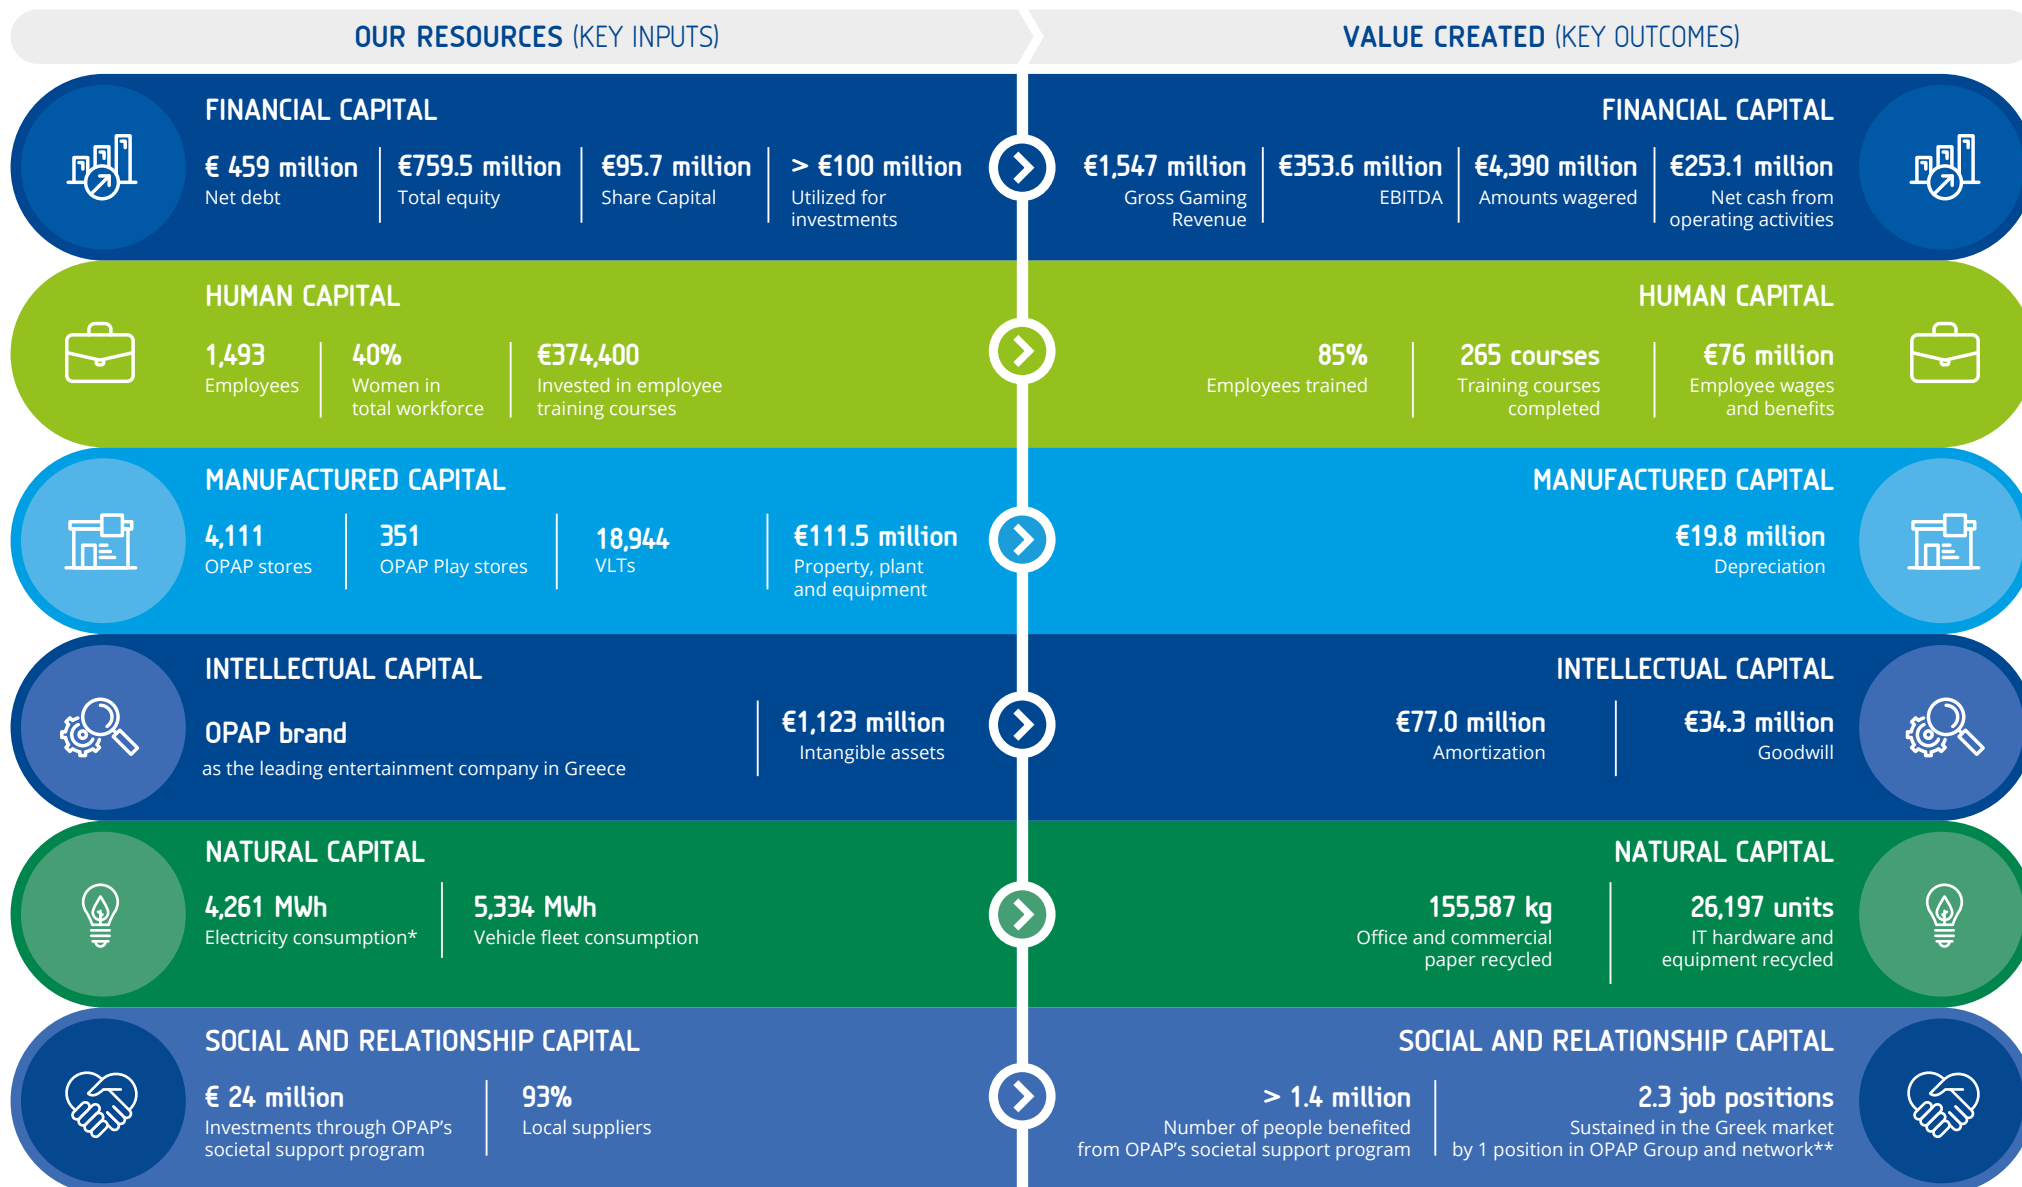 OUR RESOURCES (KEY INPUTS)
VALUE CREATED (KEY OUTCOMES)
FINANCIAL CAPITAL
€ 459 million
Net debt
€759.5 million
Total equity
€95.7 million
Share Capital
> €100 million
Utilized for
investments
FINANCIAL CAPITAL
€1,547 million
Gross Gaming
Revenue
€353.6 million
EBITDA
€4,390 million
Amounts wagered
€253.1 million
Net cash from
operating activities
HUMAN CAPITAL
1,493
Employees
40%
Women in
total workforce
€374,400
Invested in employee
training courses
HUMAN CAPITAL
85%
Employees trained
265 courses
Training courses
completed
€76 million
Employee wages
and benefits
MANUFACTURED CAPITAL
4,111
OPAP stores
351
OPAP Play stores
18,944
VLTs
€111.5 million
Property, plant
and equipment
MANUFACTURED CAPITAL
€19.8 million
Depreciation
INTELLECTUAL CAPITAL
OPAP brand
as the leading entertainment company in Greece
€1,123 million
Intangible assets
INTELLECTUAL CAPITAL
€77.0 million
Amortization
€34.3 million
Goodwill
NATURAL CAPITAL
4,261 MWh
Electricity consumption*
5,334 MWh
Vehicle fleet consumption
NATURAL CAPITAL
155,587 kg
Office and commercial
paper recycled
26,197 units
IT hardware and
equipment recycled
SOCIAL AND RELATIONSHIP CAPITAL
€ 24 million
Investments through OPAP's
societal support program
93%
Local suppliers
SOCIAL AND RELATIONSHIP CAPITAL
> 1.4 million
Number of people benefited
from OPAP's societal support program
2.3 job positions
Sustained in the Greek market
by 1 position in OPAP Group and network**